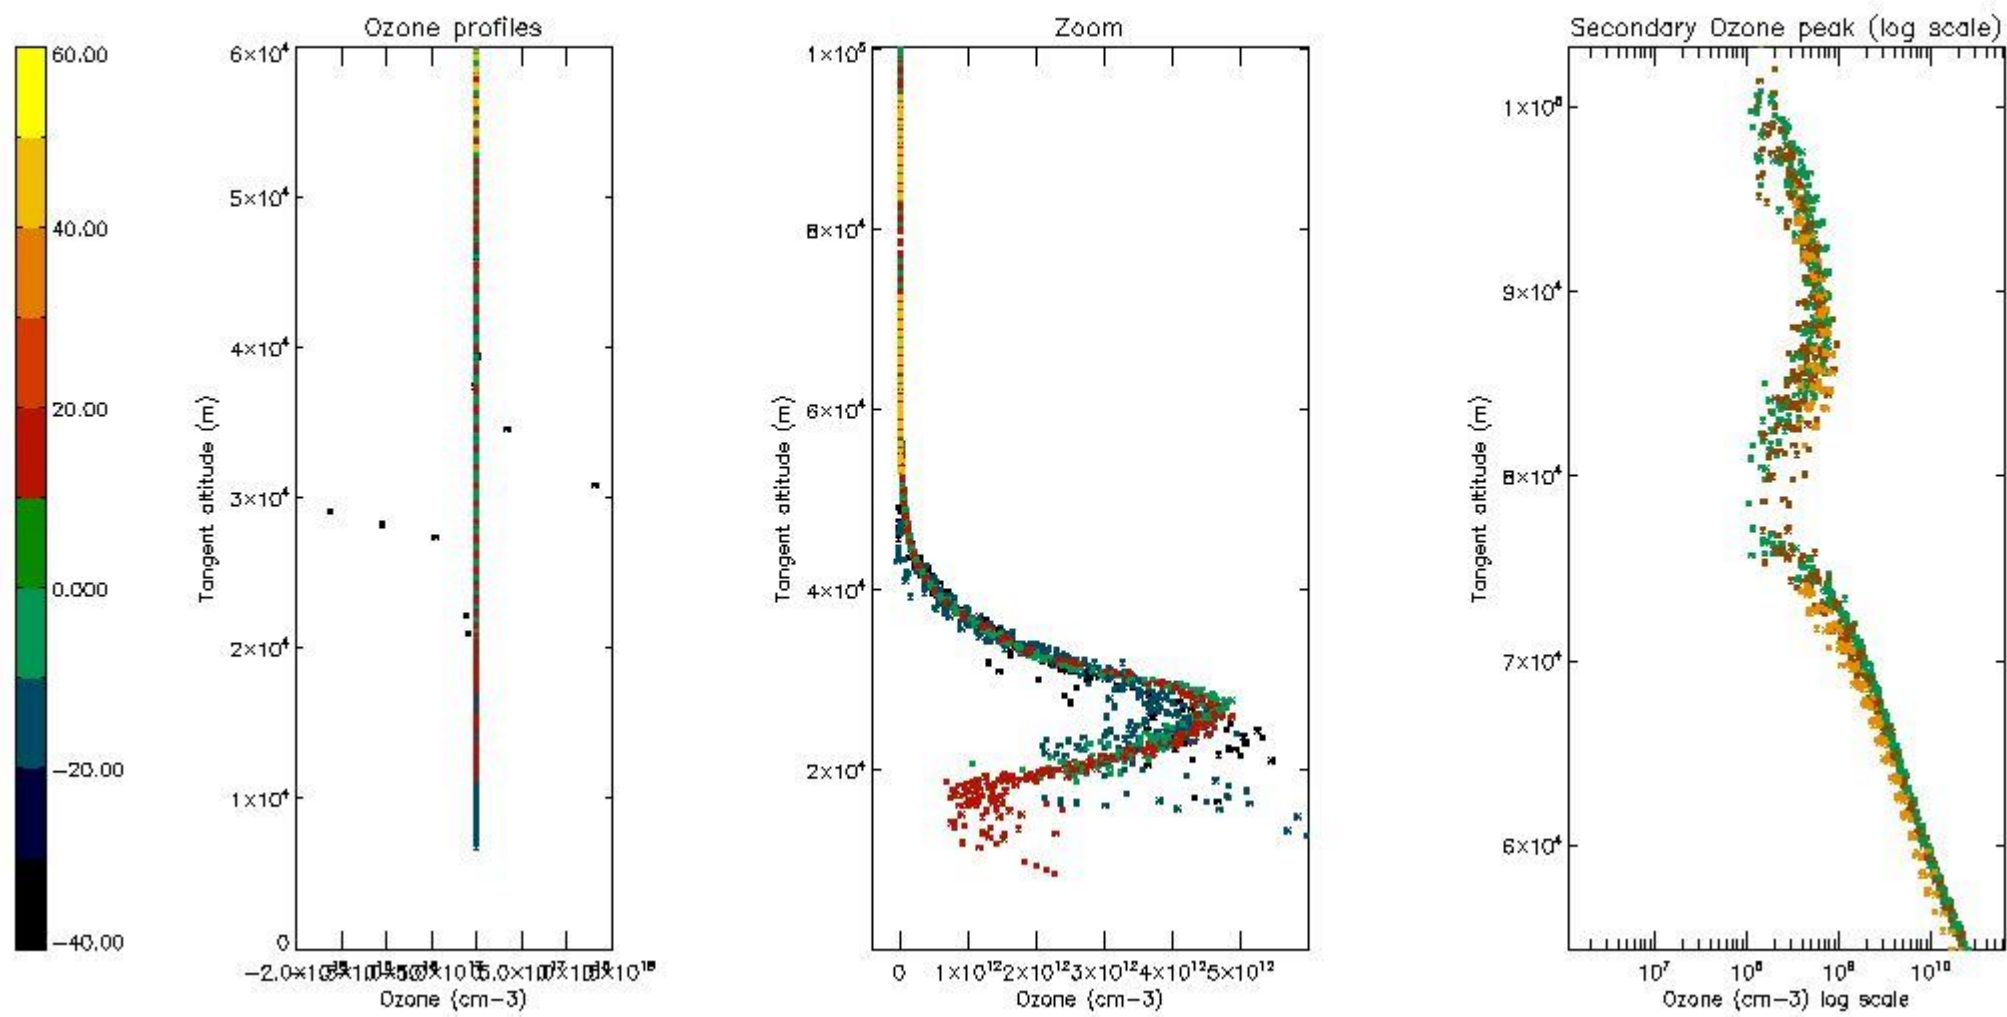 Ozone profiles
Zoom
Secondary Ozone peak (log scale)
60.00
40.00
20.00
0.000
−20.00
−40.00
6×10⁴
5×10⁴
4×10⁴
3×10⁴
2×10⁴
1×10⁴
0
Tangent altitude (m)
Ozone (cm−3)
1×10⁵
8×10⁴
6×10⁴
4×10⁴
2×10⁴
Tangent altitude (m)
0 1×10¹² 2×10¹² 3×10¹² 4×10¹² 5×10¹²
Ozone (cm−3)
9×10⁴
8×10⁴
7×10⁴
6×10⁴
Tangent altitude (m)
10⁷ 10⁸ 10⁹ 10¹⁰
Ozone (cm−3) log scale